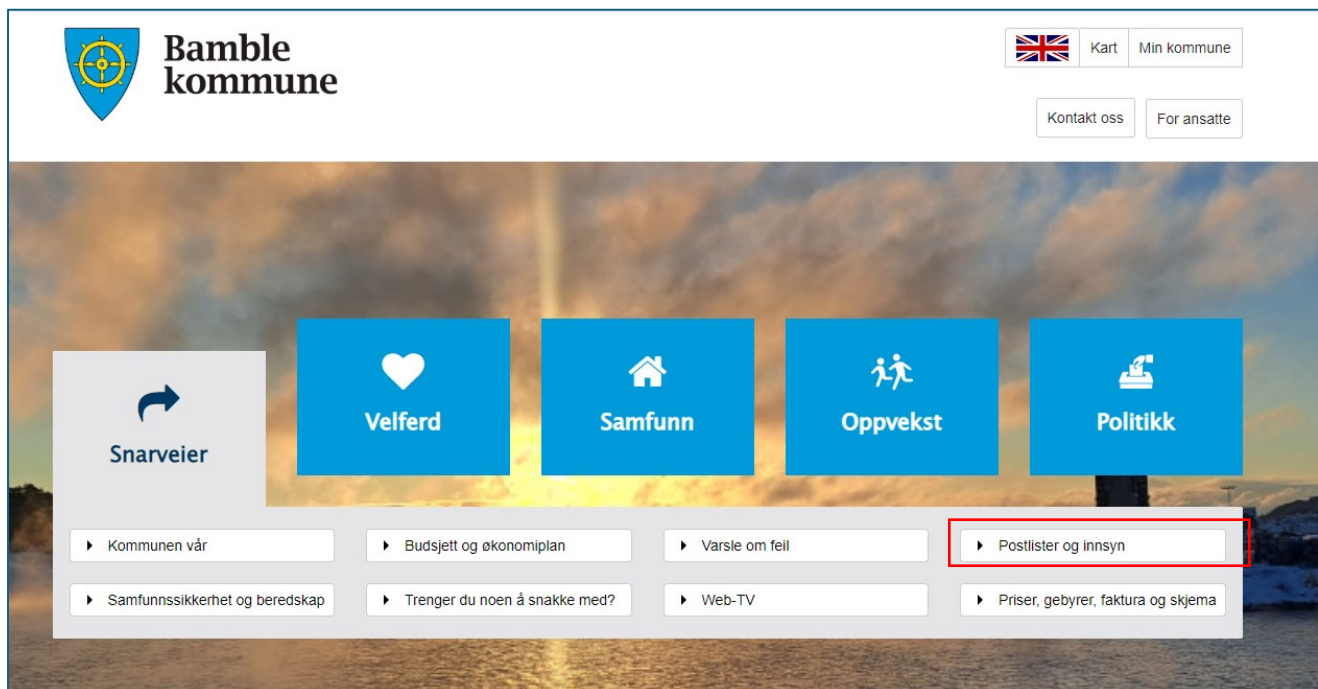 Bamble
kommune
Kart
Min kommune
Kontakt oss
For ansatte
Snarveier
Velferd
Samfunn
Oppvekst
Politikk
Kommunen vår
Budsjett og økonomiplan
Varsle om feil
Postlister og innsyn
Samfunnssikkerhet og beredskap
Trenger du noen å snakke med?
Web-TV
Priser, gebyrer, faktura og skjema